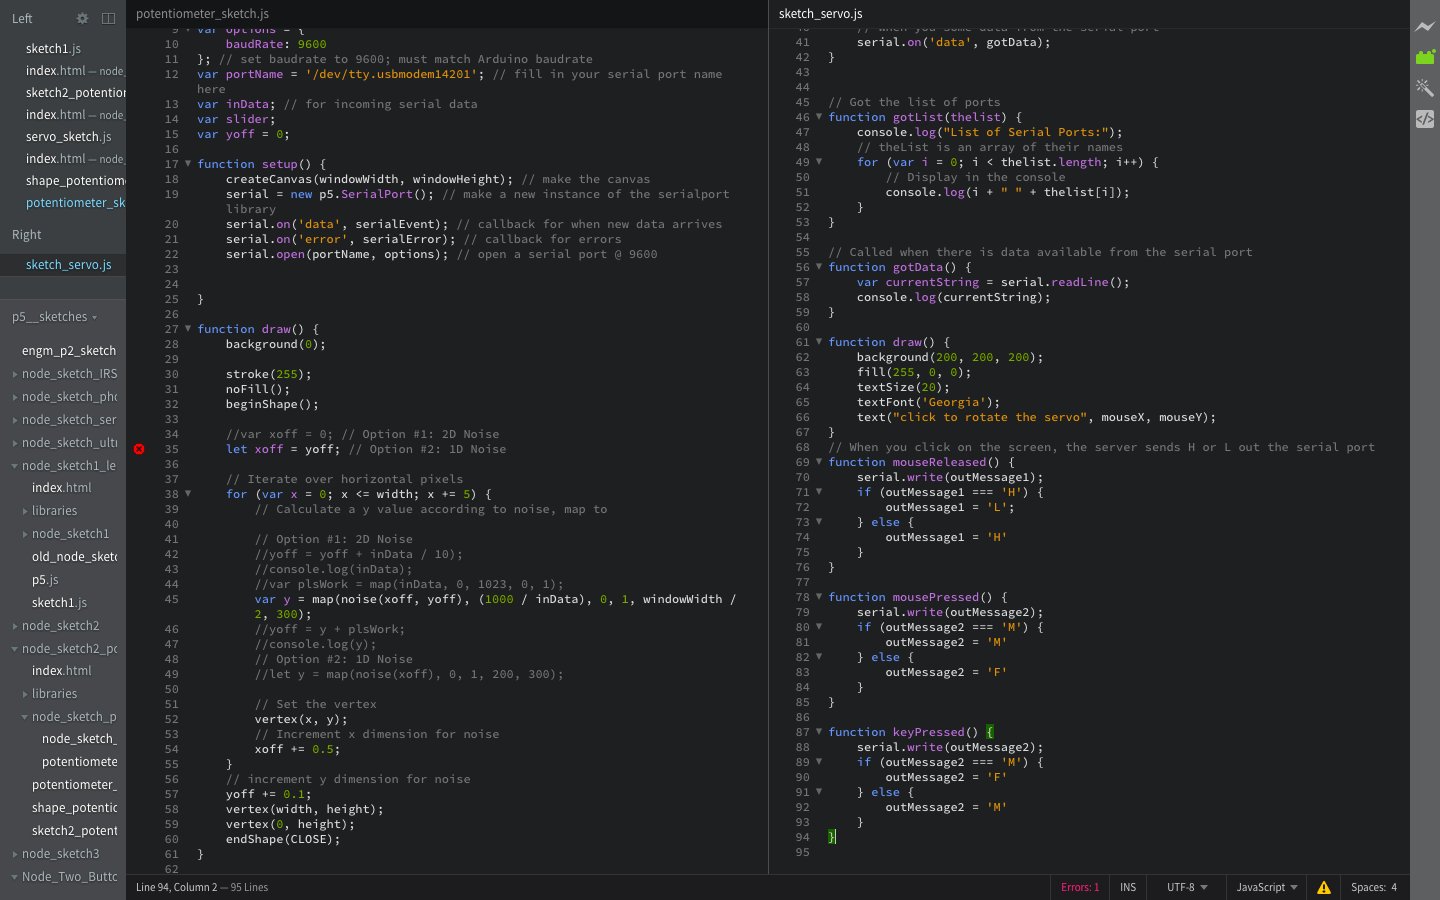 Left
sketch1.js
index.html — node_
sketch2_potention
index.html — node_
servo_sketch.js
index.html — node_
shape_potentiome
potentiometer_sk
Right
sketch_servo.js
p5__sketches
engm_p2_sketch
node_sketch_IRS
node_sketch_pho
node_sketch_ser
node_sketch_ultr
node_sketch1_le
index.html
libraries
node_sketch1
old_node_sketc
p5.js
sketch1.js
node_sketch2
node_sketch2_po
index.html
libraries
node_sketch_p
node_sketch_
potentiomete
potentiometer_
shape_potentic
sketch2_potent
node_sketch3
Node_Two_Buttc
potentiometer_sketch.js
9 var options = {
10 baudRate: 9600
11 }; // set baudrate to 9600; must match Arduino baudrate
12 var portName = '/dev/tty.usbmodem14201'; // fill in your serial port name
here
13 var inData; // for incoming serial data
14 var slider;
15 var yoff = 0;
16
17 function setup() {
18 createCanvas(windowWidth, windowHeight); // make the canvas
19 serial = new p5.SerialPort(); // make a new instance of the serialport
library
20 serial.on('data', serialEvent); // callback for when new data arrives
21 serial.on('error', serialError); // callback for errors
22 serial.open(portName, options); // open a serial port @ 9600
23
24
25 }
26
27 function draw() {
28 background(0);
29
30 stroke(255);
31 noFill();
32 beginShape();
33
34 //var xoff = 0; // Option #1: 2D Noise
35 let xoff = yoff; // Option #2: 1D Noise
36
37 // Iterate over horizontal pixels
38 for (var x = 0; x <= width; x += 5) {
39 // Calculate a y value according to noise, map to
40
41 // Option #1: 2D Noise
42 //yoff = yoff + inData / 10);
43 //console.log(inData);
44 //var plsWork = map(inData, 0, 1023, 0, 1);
45 var y = map(noise(xoff, yoff), (1000 / inData), 0, 1, windowWidth /
2, 300);
46 //yoff = y + plsWork;
47 //console.log(y);
48 // Option #2: 1D Noise
49 //let y = map(noise(xoff), 0, 1, 200, 300);
50
51 // Set the vertex
52 vertex(x, y);
53 // Increment x dimension for noise
54 xoff += 0.5;
55 }
56 // increment y dimension for noise
57 yoff += 0.1;
58 vertex(width, height);
59 vertex(0, height);
60 endShape(CLOSE);
61 }
62
sketch_servo.js
40 // When you some data from the serial port
41 serial.on('data', gotData);
42 }
43
44
45 // Got the list of ports
46 function gotList(thelist) {
47 console.log("List of Serial Ports:");
48 // theList is an array of their names
49 for (var i = 0; i < thelist.length; i++) {
50 // Display in the console
51 console.log(i + " " + thelist[i]);
52 }
53 }
54
55 // Called when there is data available from the serial port
56 function gotData() {
57 var currentString = serial.readLine();
58 console.log(currentString);
59 }
60
61 function draw() {
62 background(200, 200, 200);
63 fill(255, 0, 0);
64 textSize(20);
65 textFont('Georgia');
66 text("click to rotate the servo", mouseX, mouseY);
67 }
68 // When you click on the screen, the server sends H or L out the serial port
69 function mouseReleased() {
70 serial.write(outMessage1);
71 if (outMessage1 === 'H') {
72 outMessage1 = 'L';
73 } else {
74 outMessage1 = 'H'
75 }
76 }
77
78 function mousePressed() {
79 serial.write(outMessage2);
80 if (outMessage2 === 'M') {
81 outMessage2 = 'M'
82 } else {
83 outMessage2 = 'F'
84 }
85 }
86
87 function keyPressed() {
88 serial.write(outMessage2);
89 if (outMessage2 === 'M') {
90 outMessage2 = 'F'
91 } else {
92 outMessage2 = 'M'
93 }
94 }
95
Line 94, Column 2 — 95 Lines
Errors: 1
INS
UTF-8
JavaScript
Spaces: 4